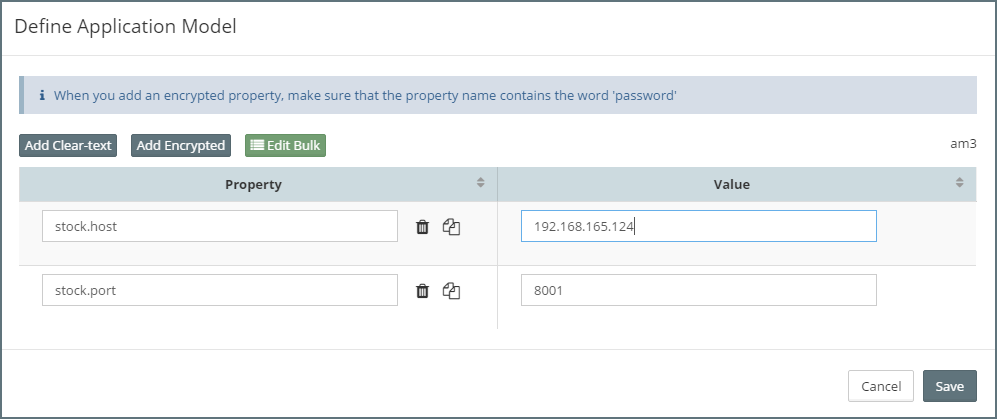 Define Application Model
When you add an encrypted property, make sure that the property name contains the word 'password'
Add Clear-text Add Encrypted Edit Bulk am3
Property Value
stock.host 192.168.165.124
stock.port 8001
Cancel Save